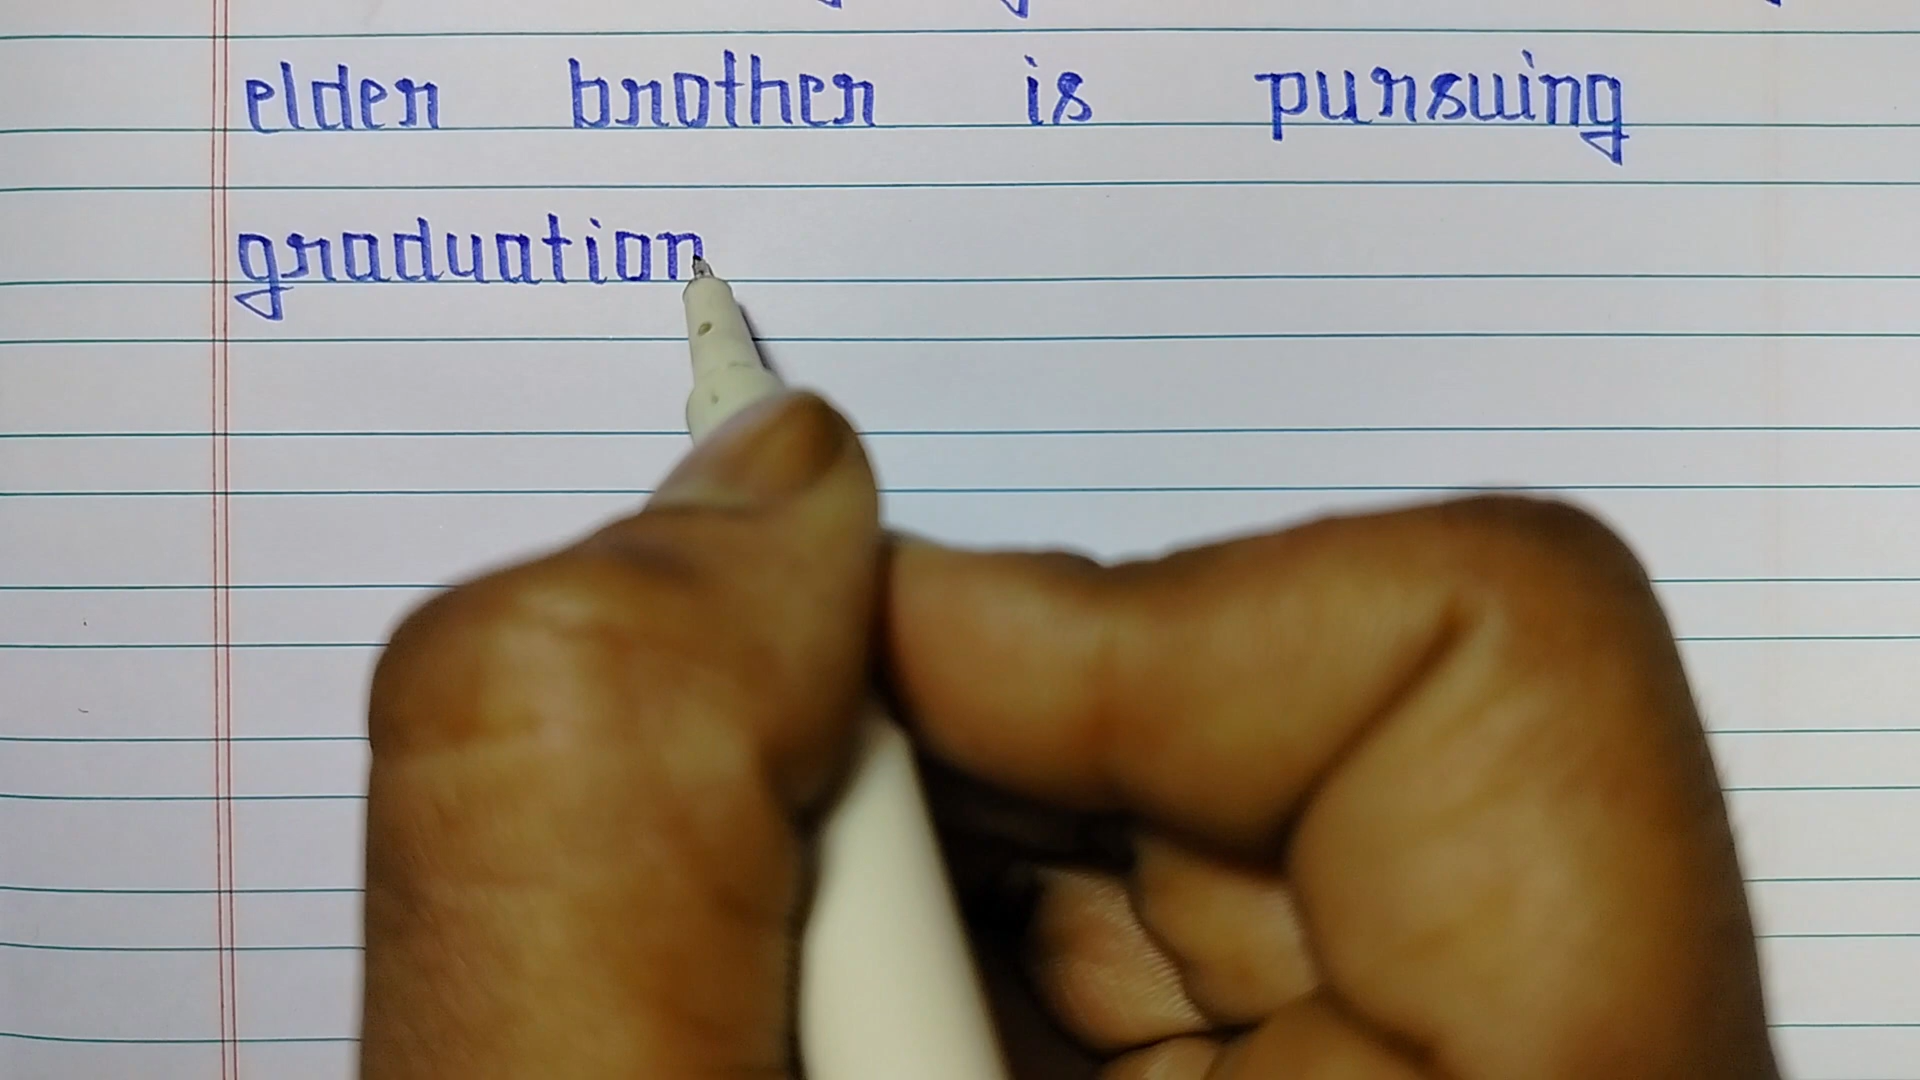 elder brother is pursuing
graduation